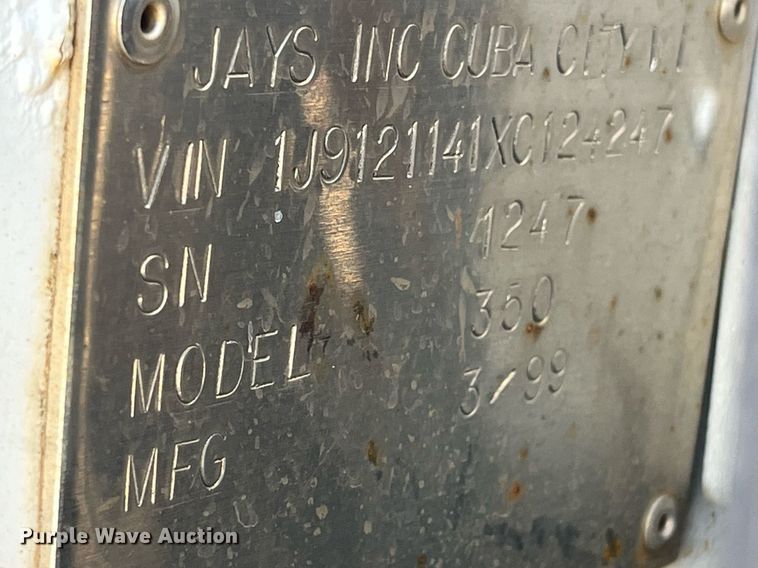 JAYS INC CUBA CITY WI
VIN 1J9121141XC124247
SN 1247
MODEL 350
MFG 3/99
Purple Wave Auction